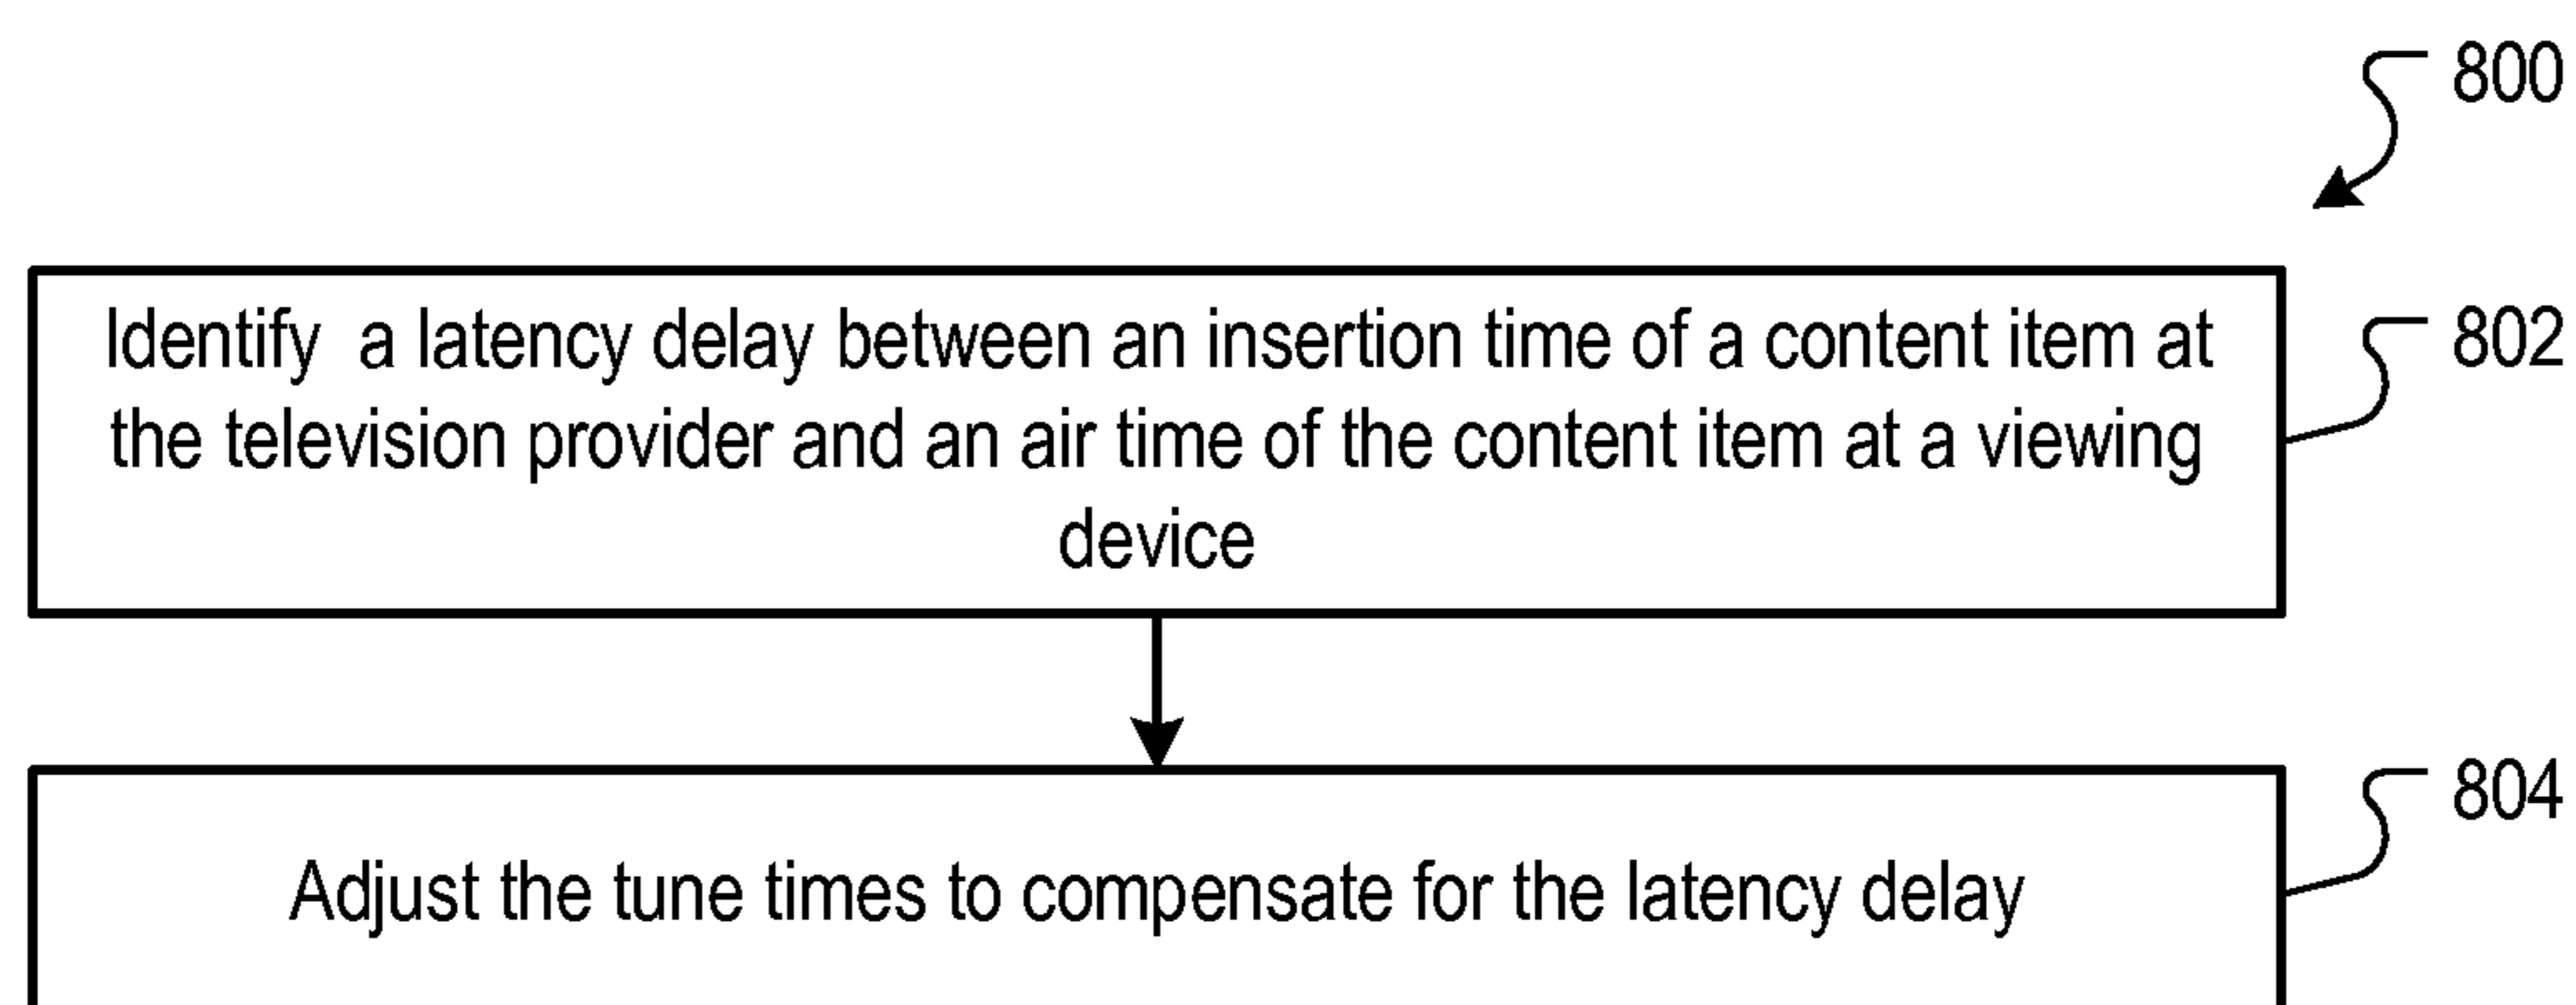 800
Identify a latency delay between an insertion time of a content item at
the television provider and an air time of the content item at a viewing
device
802
Adjust the tune times to compensate for the latency delay
804